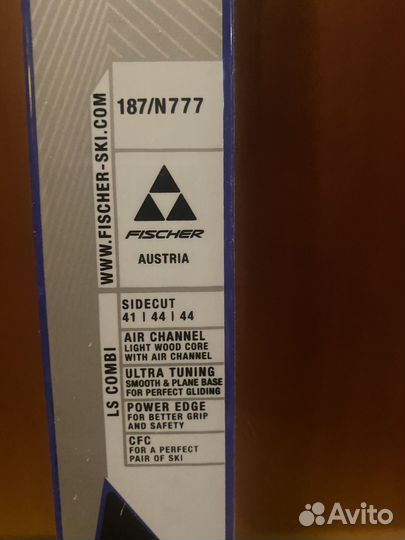 WWW.FISCHER-SKI.COM
187/N777
FISCHER
AUSTRIA
LS COMBI
SIDECUT
41 | 44 | 44
AIR CHANNEL
LIGHT WOOD CORE
WITH AIR CHANNEL
ULTRA TUNING
SMOOTH & PLANE BASE
FOR PERFECT GLIDING
POWER EDGE
FOR BETTER GRIP
AND SAFETY
CFC
FOR A PERFECT
PAIR OF SKI
Avito